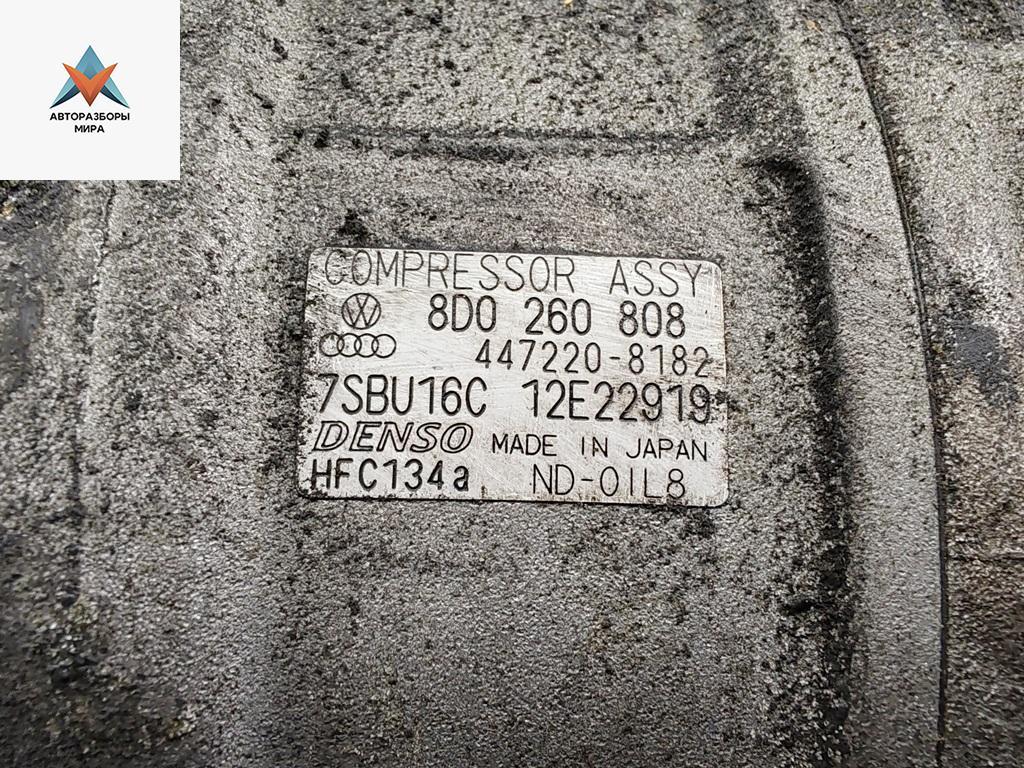 АВТОРАЗБОРЫ
МИРА
COMPRESSOR ASSY
8D0 260 808
447220-8182
7SBU16C 12E22919
DENSO MADE IN JAPAN
HFC134a ND-OIL8